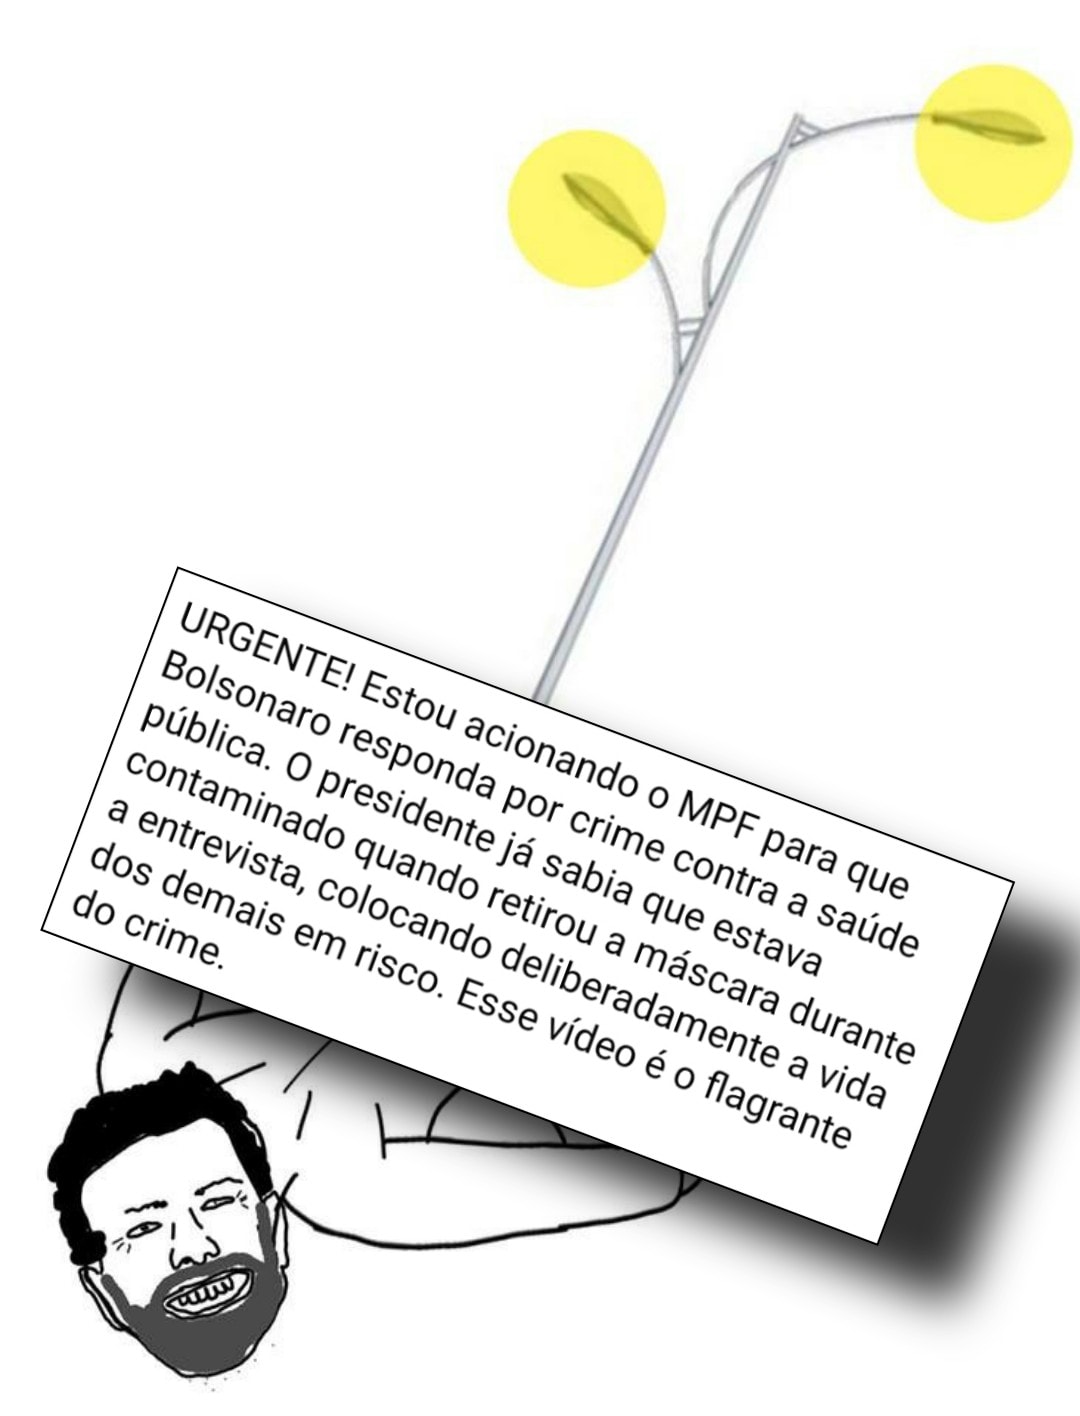 URGENTE! Estou acionando o MPF para que
Bolsonaro responda por crime contra a saúde
pública. O presidente já sabia que estava
contaminado quando retirou a máscara durante
a entrevista, colocando deliberadamente a vida
dos demais em risco. Esse vídeo é o flagrante
do crime.